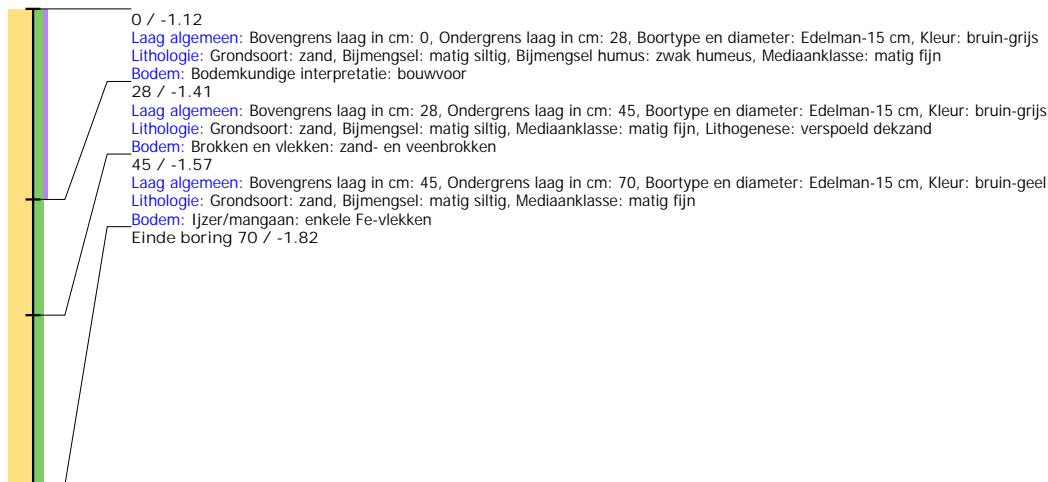 0 / -1.12
Laag algemeen: Bovengrens laag in cm: 0, Ondergrens laag in cm: 28, Boortype en diameter: Edelman-15 cm, Kleur: bruin-grijs
Lithologie: Grondsoort: zand, Bijmengsel: matig siltig, Bijmengsel humus: zwak humeus, Mediaanklasse: matig fijn
Bodem: Bodemkundige interpretatie: bouwvoor
28 / -1.41
Laag algemeen: Bovengrens laag in cm: 28, Ondergrens laag in cm: 45, Boortype en diameter: Edelman-15 cm, Kleur: bruin-grijs
Lithologie: Grondsoort: zand, Bijmengsel: matig siltig, Mediaanklasse: matig fijn, Lithogenese: verspoeld dekzand
Bodem: Brokken en vlekken: zand- en veenbrokken
45 / -1.57
Laag algemeen: Bovengrens laag in cm: 45, Ondergrens laag in cm: 70, Boortype en diameter: Edelman-15 cm, Kleur: bruin-geel
Lithologie: Grondsoort: zand, Bijmengsel: matig siltig, Mediaanklasse: matig fijn
Bodem: Ijzer/mangaan: enkele Fe-vlekken
Einde boring 70 / -1.82